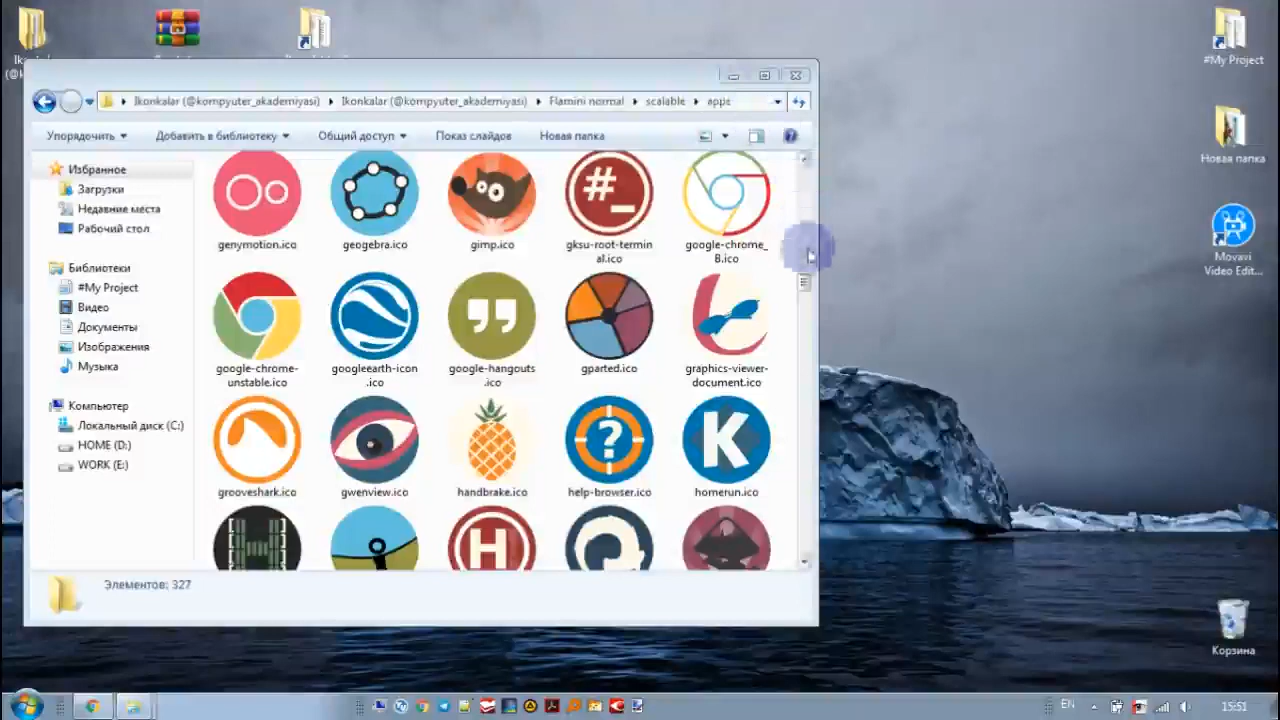 #My Project
Ikonkalar (@kompyuter_akademiyasi)
Ikonkalar (@kompyuter_akademiyasi)
Flamini normal
scalable
apps
Упорядочить
Добавить в библиотеку
Общий доступ
Показ слайдов
Новая папка
Избранное
Загрузки
Недавние места
Рабочий стол
Библиотеки
#My Project
Видео
Документы
Изображения
Музыка
Компьютер
Локальный диск (C:)
HOME (D:)
WORK (E:)
genymotion.ico
geogebra.ico
gimp.ico
#_
gksu-root-termin
al.ico
google-chrome_
B.ico
google-chrome-
unstable.ico
googleearth-icon
.ico
google-hangouts
.ico
gparted.ico
graphics-viewer-
document.ico
grooveshark.ico
gwenview.ico
handbrake.ico
?
help-browser.ico
K
homerun.ico
H
Элементов: 327
Новая папка
Movavi
Video Edit...
Корзина
EN
15:51